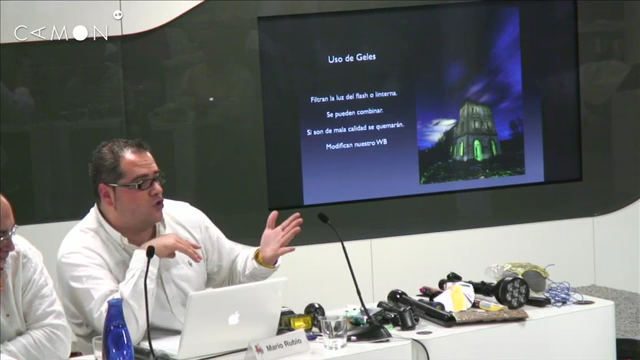 CAMON
Uso de Geles
Filtran la luz del flash o linterna.
Se pueden combinar.
Si son de mala calidad se quemarán.
Modifican nuestro WB
Mario Rubio